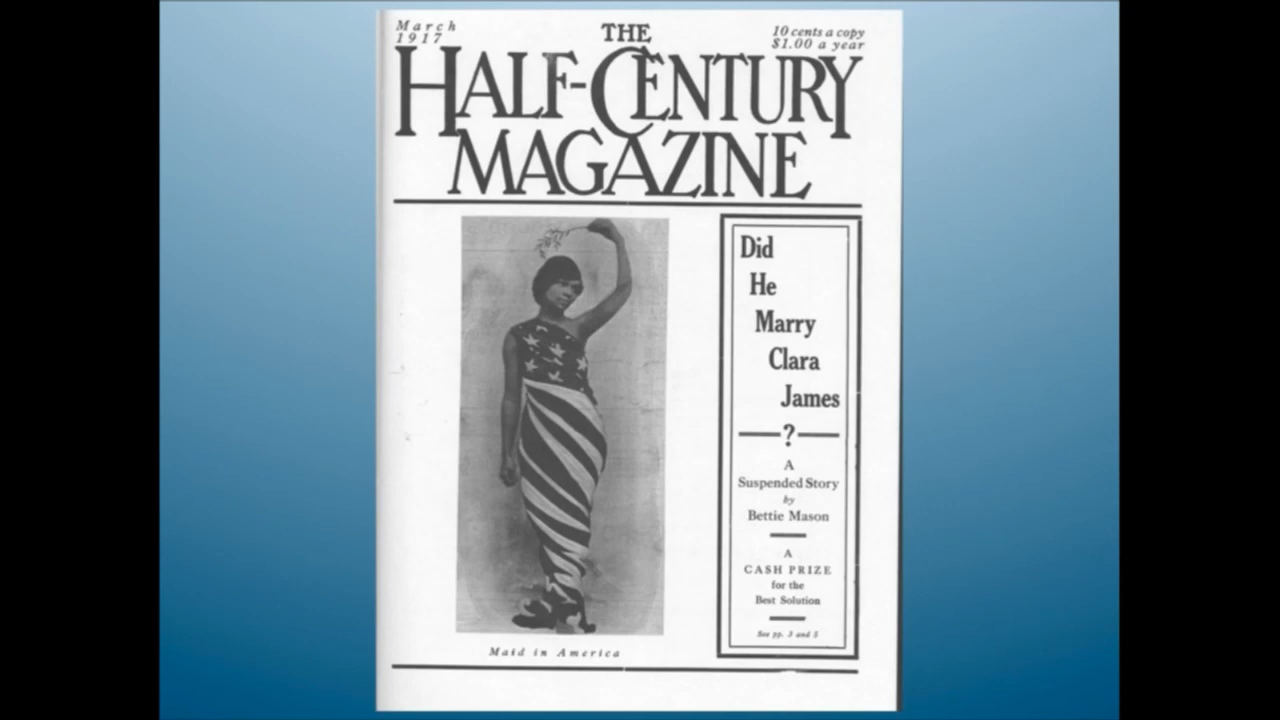 March
1917
THE
10 cents a copy
$1.00 a year
HALF-CENTURY
MAGAZINE
Did
He
Marry
Clara
James
?
A
Suspended Story
by
Bettie Mason
A
CASH PRIZE
for the
Best Solution
See pp. 3 and 5
Maid in America